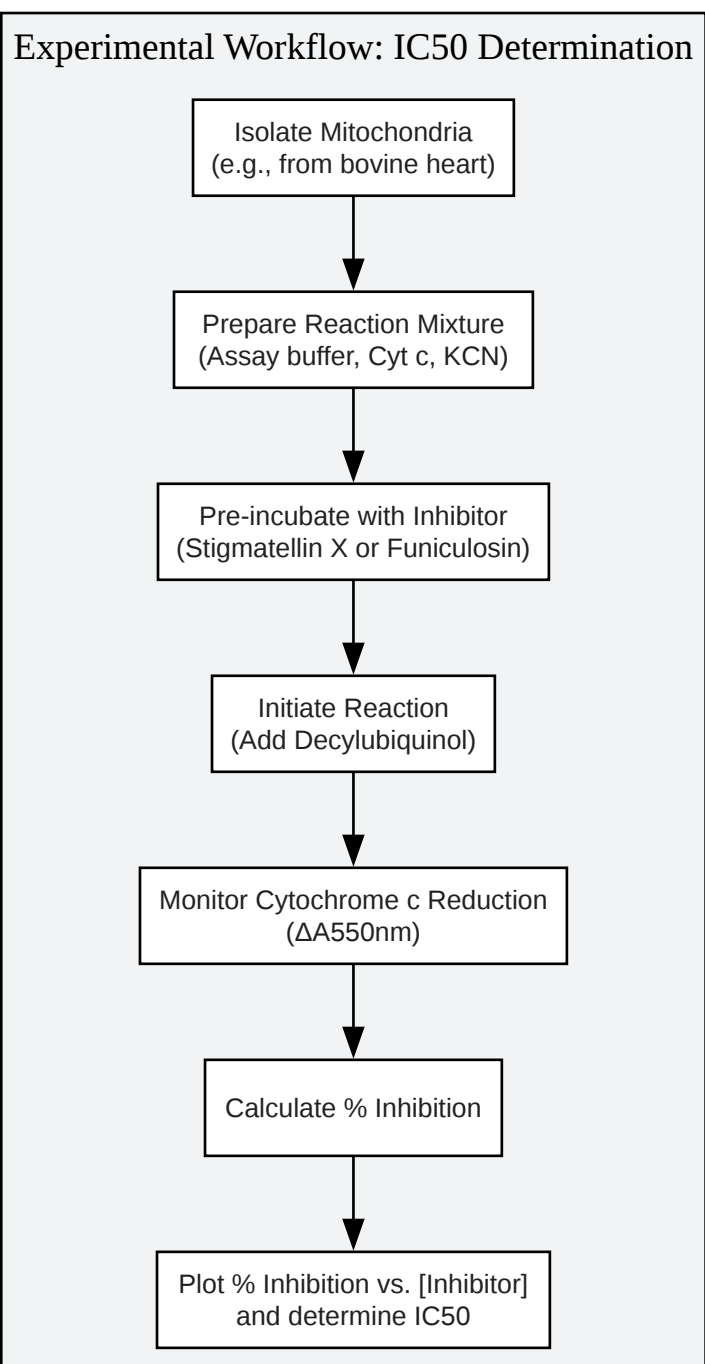 Experimental Workflow: IC50 Determination
Isolate Mitochondria
(e.g., from bovine heart)
Prepare Reaction Mixture
(Assay buffer, Cyt c, KCN)
Pre-incubate with Inhibitor
(Stigmatellin X or Funiculosin)
Initiate Reaction
(Add Decylubiquinol)
Monitor Cytochrome c Reduction
(ΔA550nm)
Calculate % Inhibition
Plot % Inhibition vs. [Inhibitor]
and determine IC50